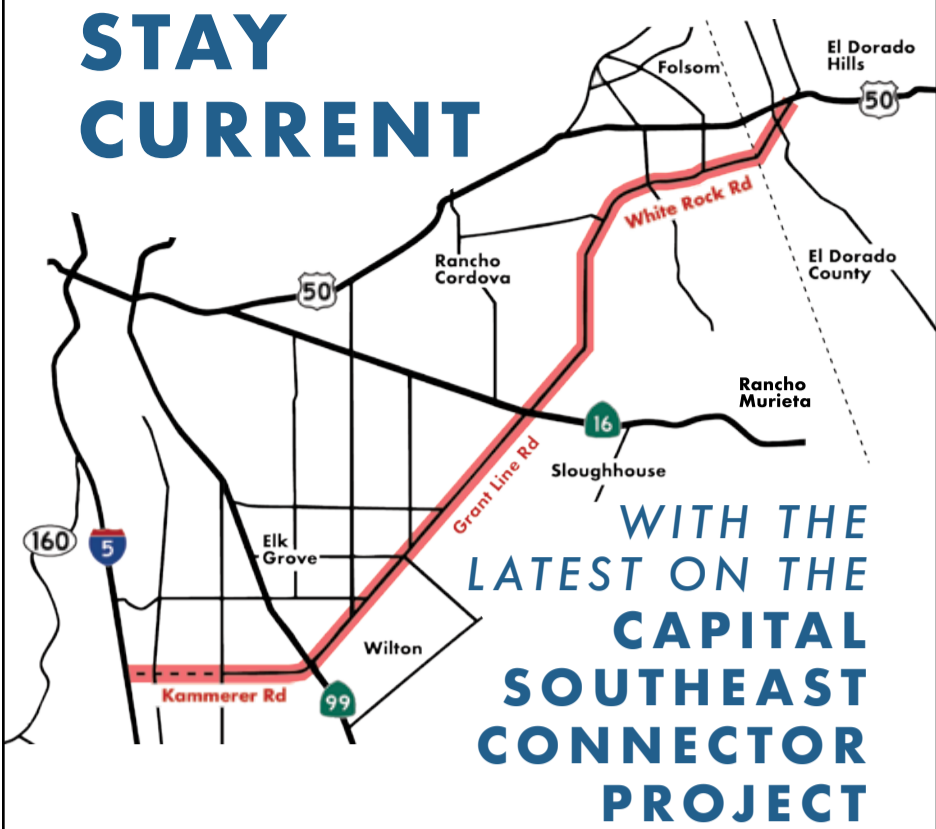 STAY
CURRENT
El Dorado
Hills
Folsom
50
White Rock Rd
El Dorado
County
Rancho
Cordova
50
Rancho
Murieta
16
Sloughhouse
Grant Line Rd
160
5
Elk
Grove
Wilton
Kammerer Rd
99
WITH THE
LATEST ON THE
CAPITAL
SOUTHEAST
CONNECTOR
PROJECT